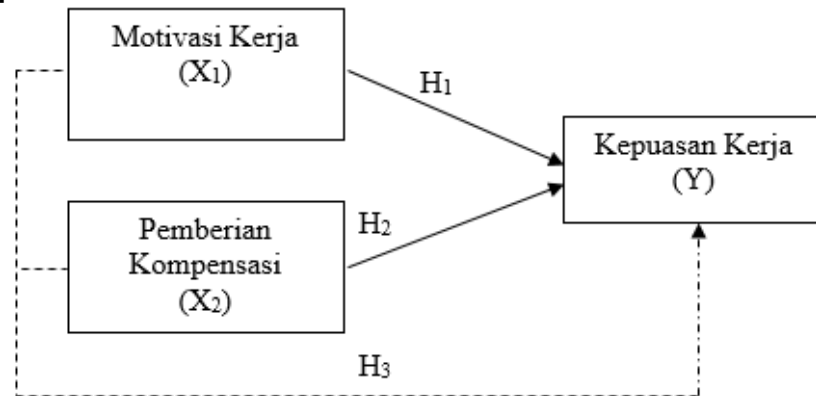 Motivasi Kerja
(X₁)
H₁
Kepuasan Kerja
(Y)
Pemberian
Kompensasi
(X₂)
H₂
H₃